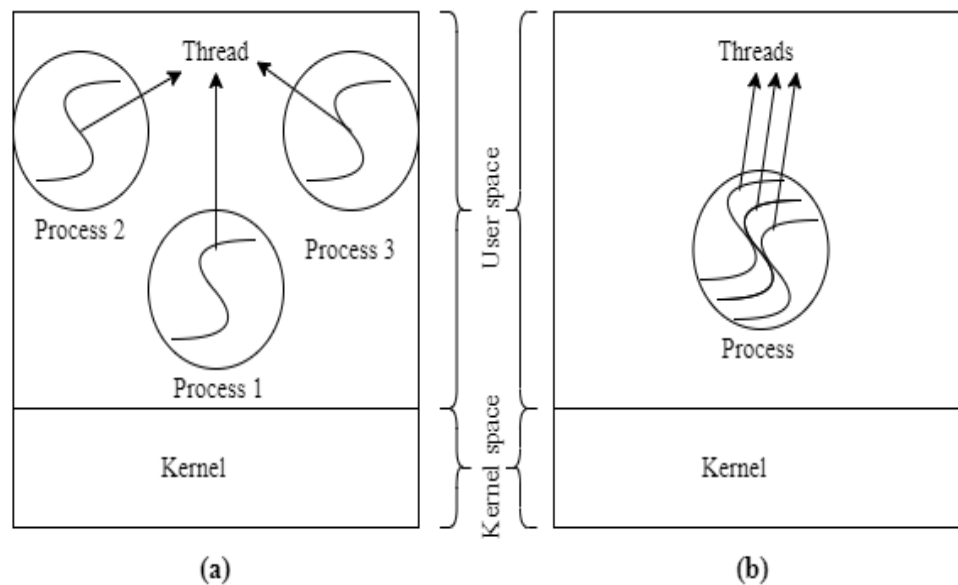 Thread
Process 2
Process 3
Process 1
Kernel
(a)
User space
Kernel space
Threads
Process
Kernel
(b)